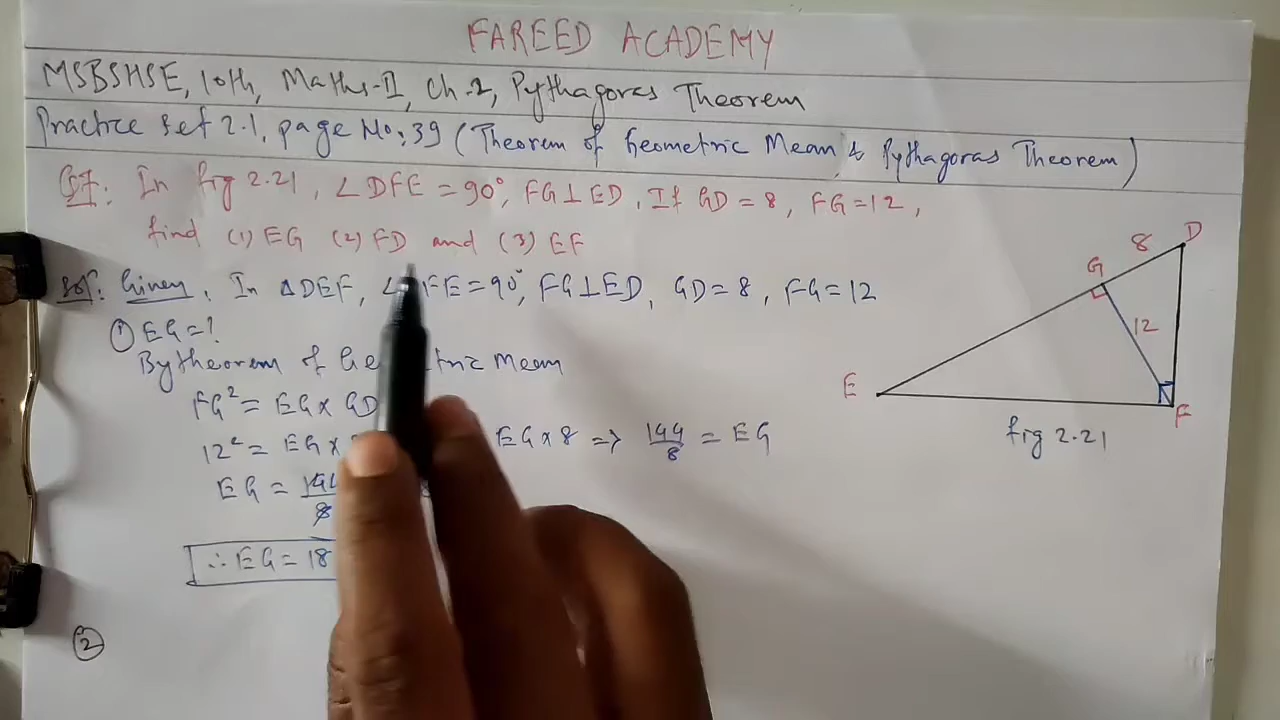 FAREED ACADEMY
MSBSHSE, 10th, Maths-II, Ch-2, Pythagoras Theorem
Practice Set 2.1, page No: 39 (Theorem of Geometric Mean & Pythagoras Theorem)
In fig 2.21, ∠DFE = 90°, FG ⊥ ED, If GD = 8, FG = 12,
find (1) EG (2) FD and (3) EF
Solⁿ: Given, In △DEF, FE = 90°, FG ⊥ ED, GD = 8, FG = 12
① EG = ?
By theorem of Mean
FG² = EG × GD
12² = EG × EG × 8 ⇒ 144/8 = EG
EG =
8
∴ EG = 18
②
D
8
G
12
E
F
fig 2.21